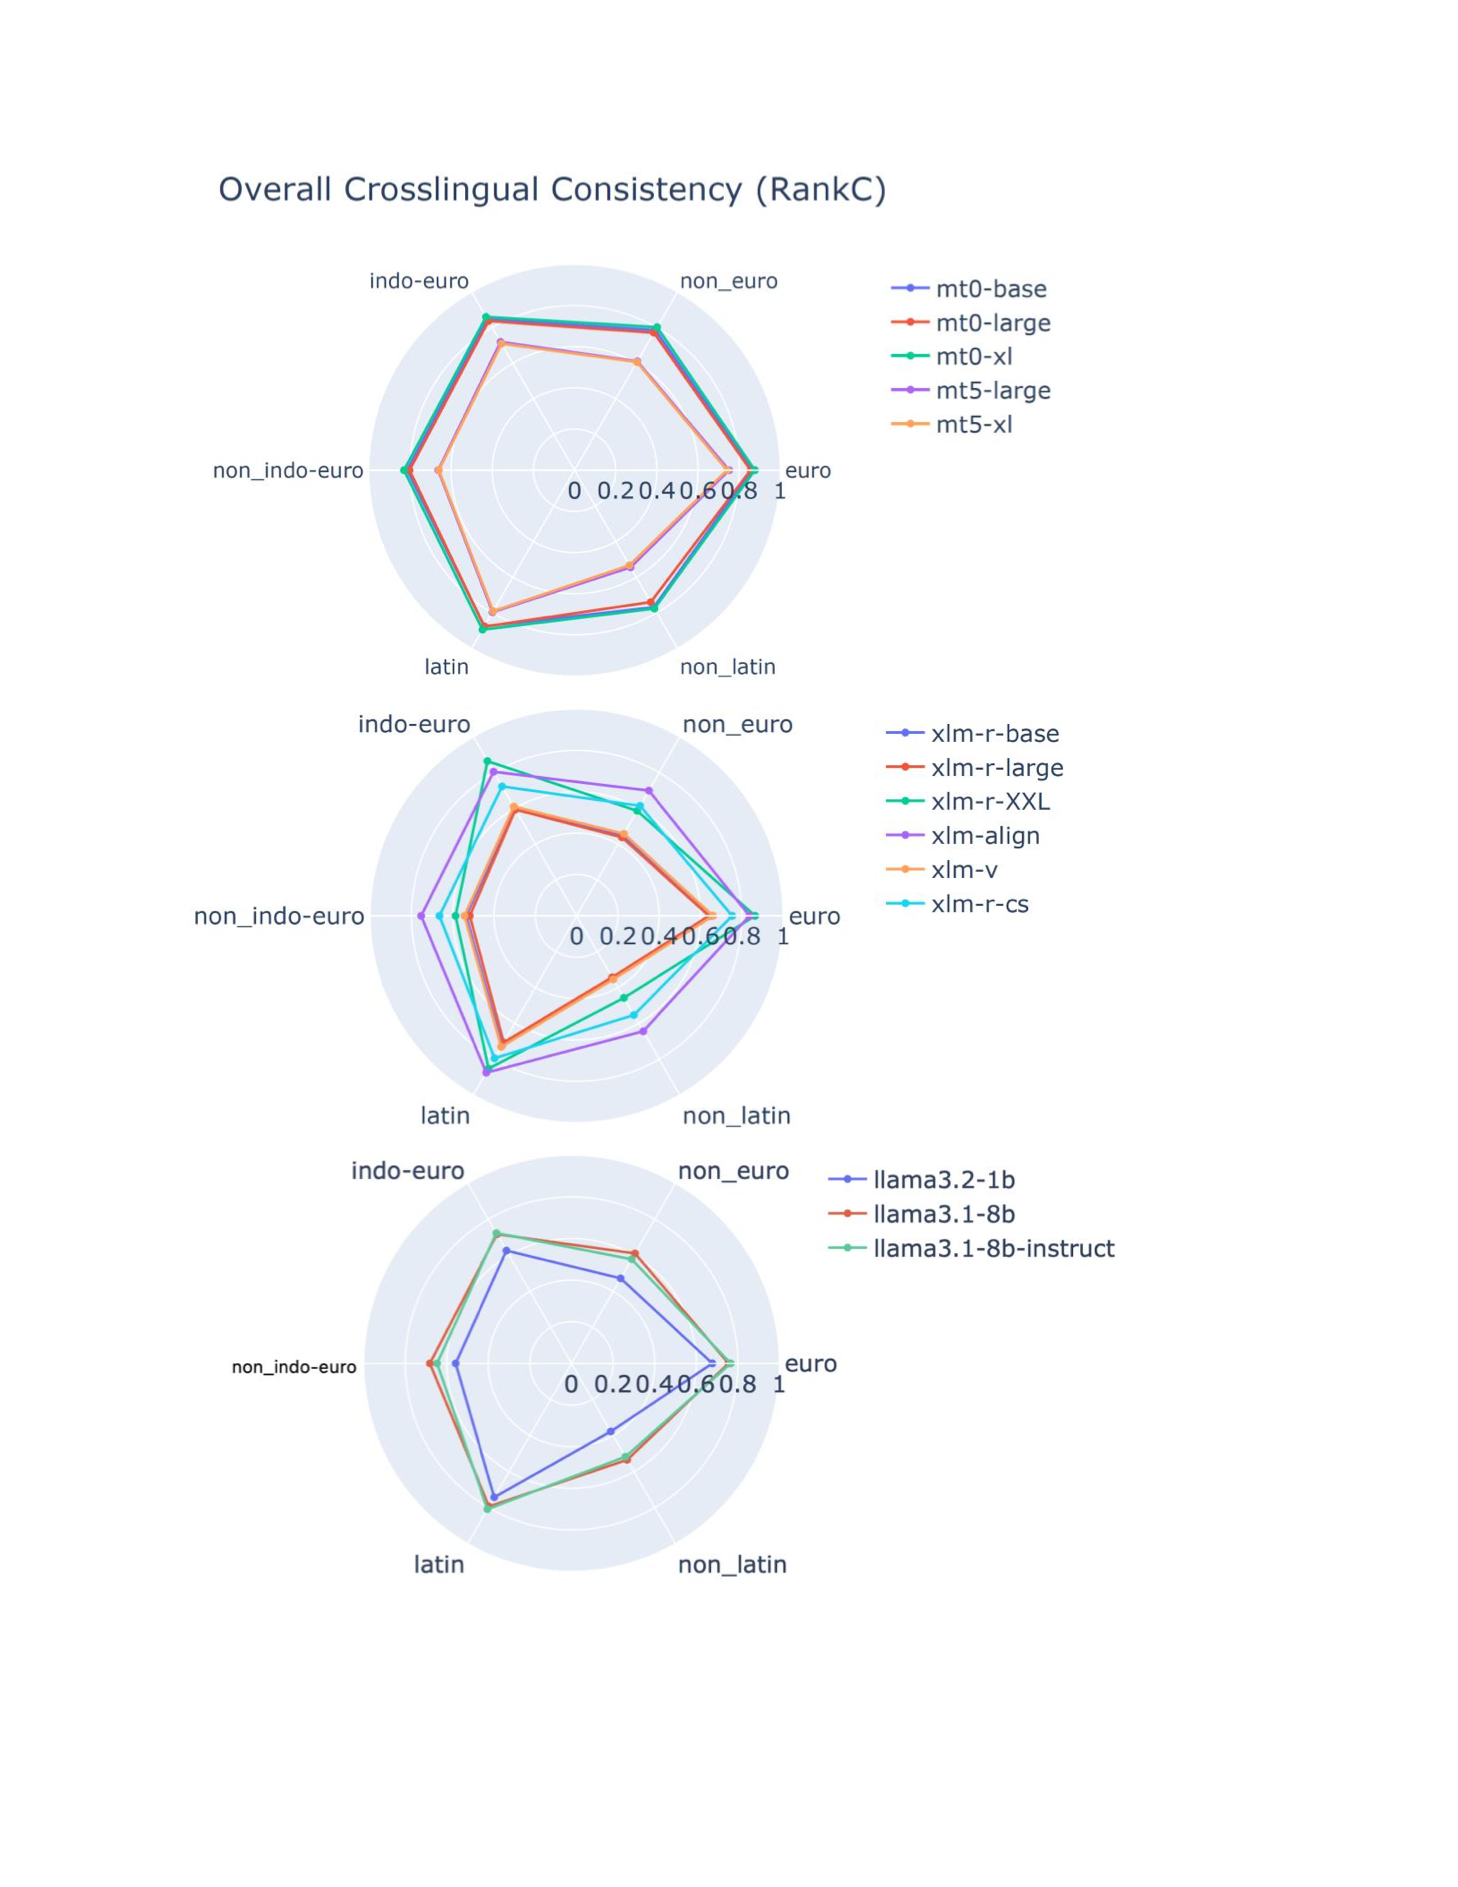 Overall Crosslingual Consistency (RankC)
indo-euro
non_euro
non_indo-euro
euro
0 0.2 0.4 0.6 0.8 1
latin
non_latin
mt0-base
mt0-large
mt0-xl
mt5-large
mt5-xl
indo-euro
non_euro
non_indo-euro
euro
0 0.2 0.4 0.6 0.8 1
latin
non_latin
xlm-r-base
xlm-r-large
xlm-r-XXL
xlm-align
xlm-v
xlm-r-cs
indo-euro
non_euro
non_indo-euro
euro
0 0.2 0.4 0.6 0.8 1
latin
non_latin
llama3.2-1b
llama3.1-8b
llama3.1-8b-instruct